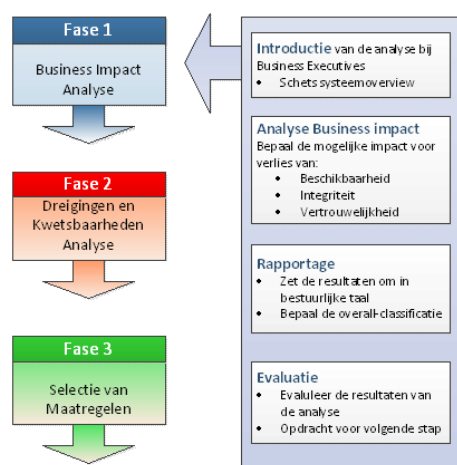 Fase 1
Business Impact
Analyse
Fase 2
Dreigingen en
Kwetsbaarheden
Analyse
Fase 3
Selectie van
Maatregelen
Introductie van de analyse bij
Business Executives
• Schets systeemoverview
Analyse Business impact
Bepaal de mogelijke impact voor
verlies van:
• Beschikbaarheid
• Integriteit
• Vertrouwelijkheid
Rapportage
• Zet de resultaten om in
bestuurlijke taal
• Bepaal de overall-classificatie
Evaluatie
• Evaluleer de resultaten van
de analyse
• Opdracht voor volgende stap